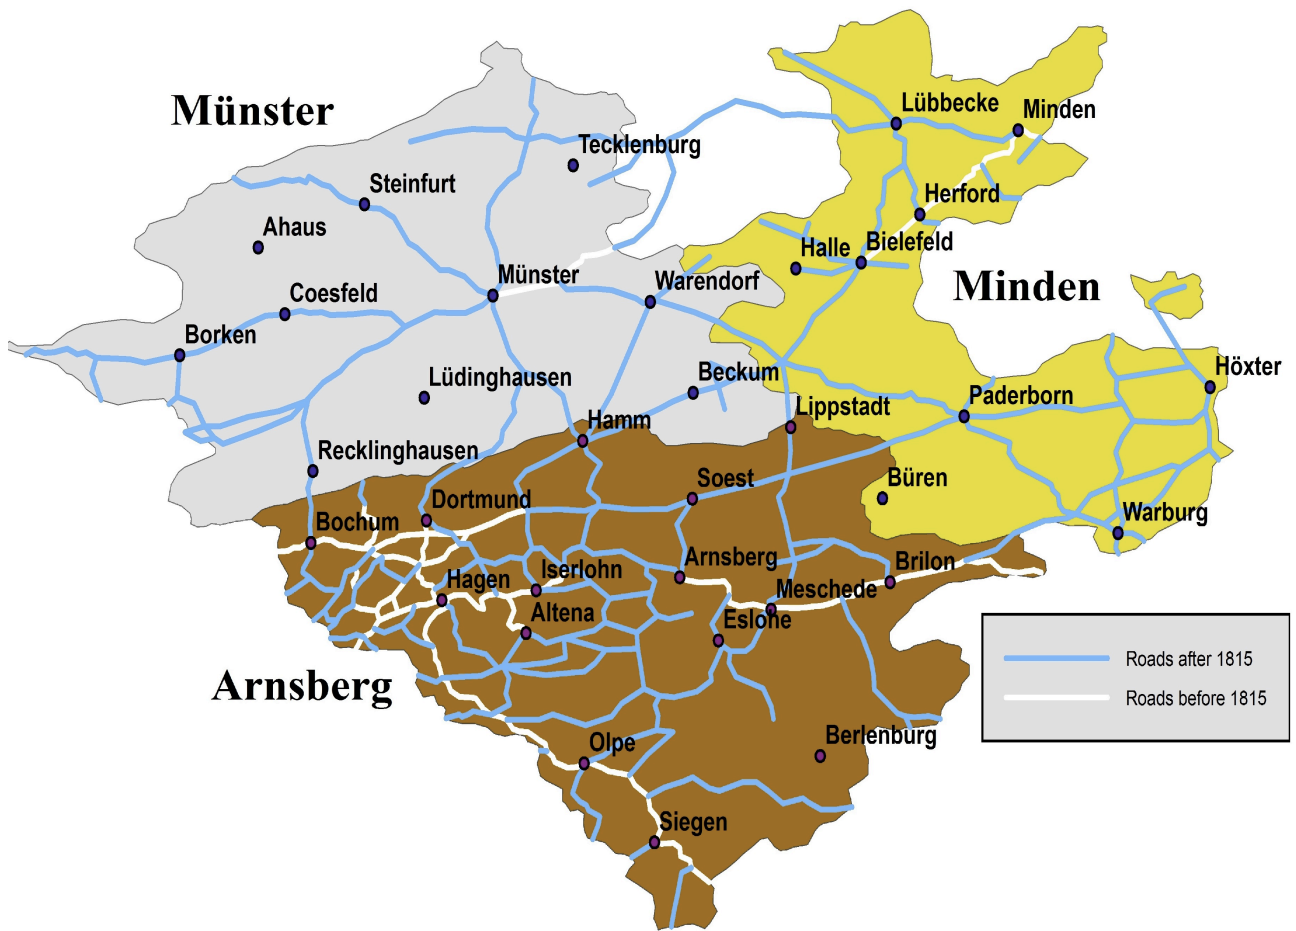 Münster
Lübbecke
Minden
Tecklenburg
Steinfurt
Herford
Ahaus
Halle
Bielefeld
Münster
Warendorf
Minden
Coesfeld
Borken
Höxter
Lüdinghausen
Beckum
Paderborn
Lippstadt
Hamm
Recklinghausen
Soest
Büren
Dortmund
Bochum
Warburg
Arnsberg
Brilon
Hagen
Iserlohn
Meschede
Altena
Eslohe
Arnsberg
Roads after 1815
Roads before 1815
Olpe
Berlenburg
Siegen